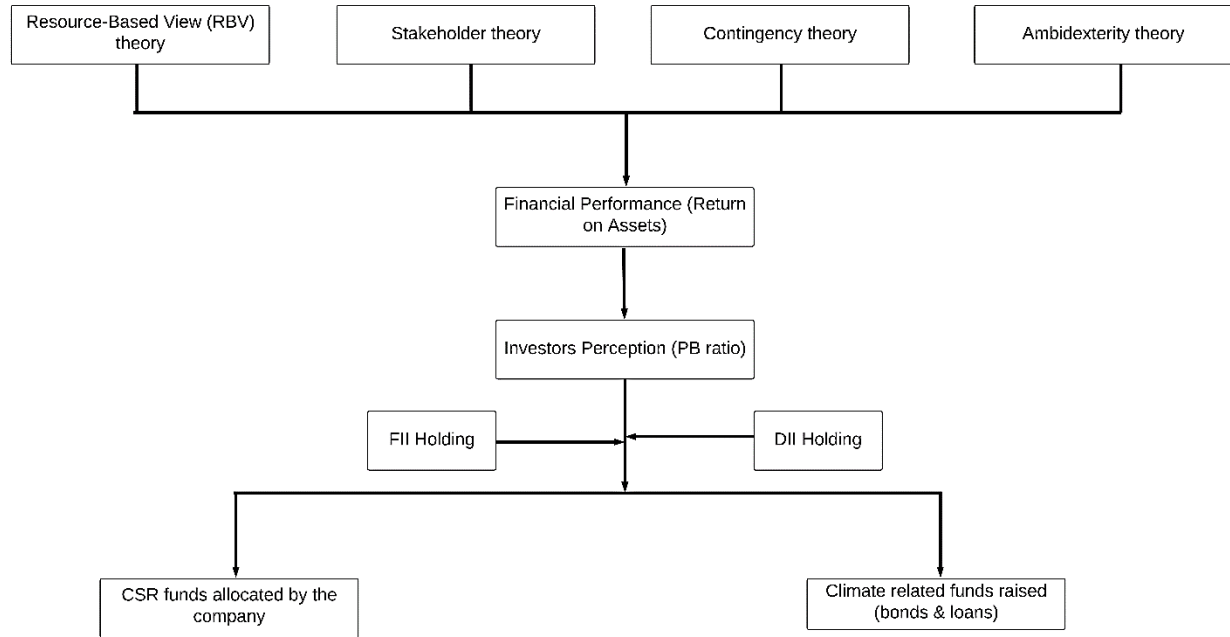 Resource-Based View (RBV)
theory
Stakeholder theory
Contingency theory
Ambidexterity theory
Financial Performance (Return
on Assets)
Investors Perception (PB ratio)
FII Holding
DII Holding
CSR funds allocated by the
company
Climate related funds raised
(bonds & loans)